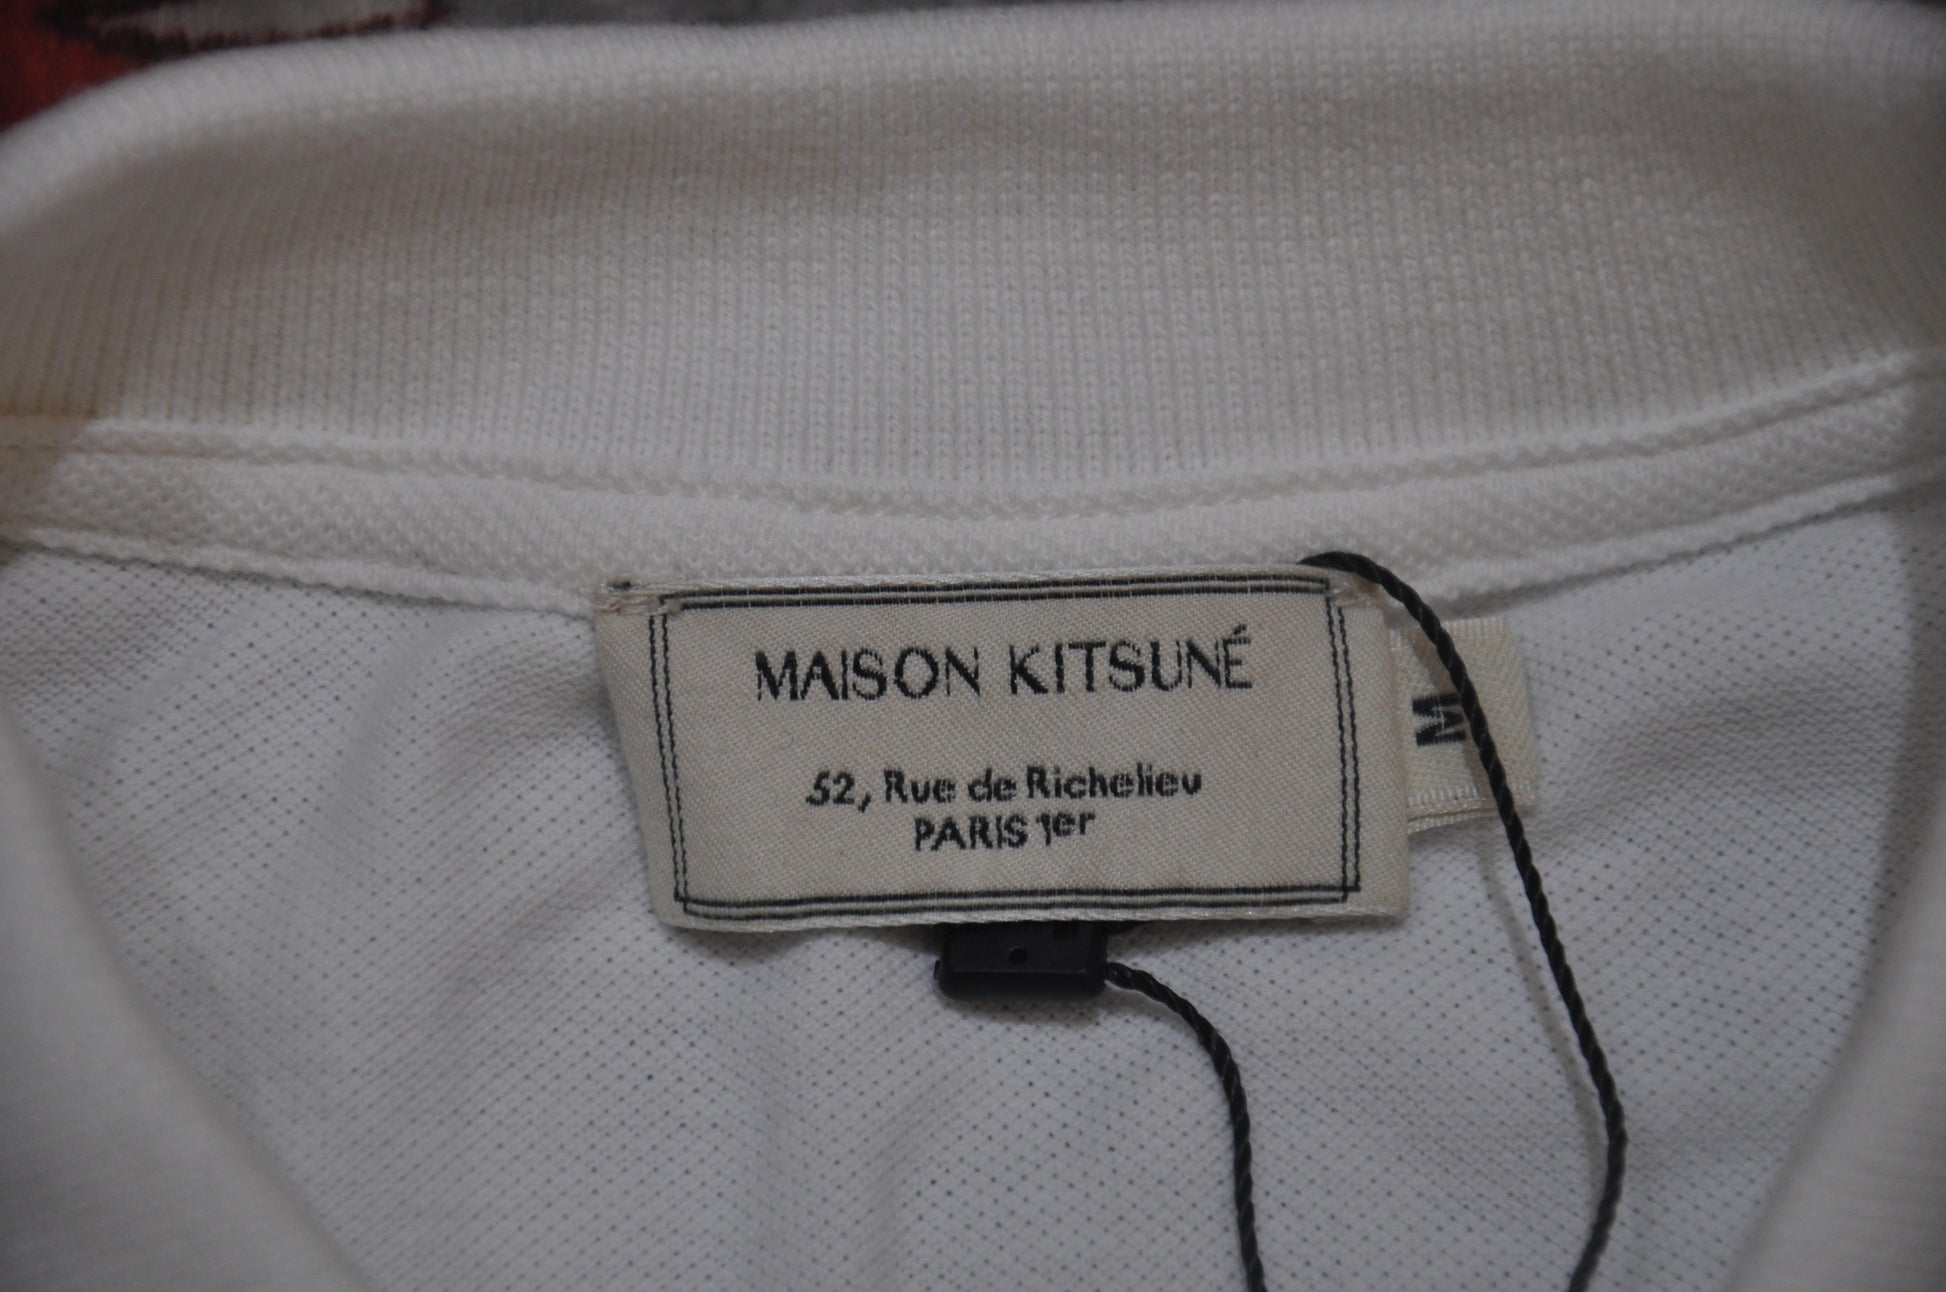 MAISON KITSUNÉ
52, Rue de Richelieu
PARIS 1er
M